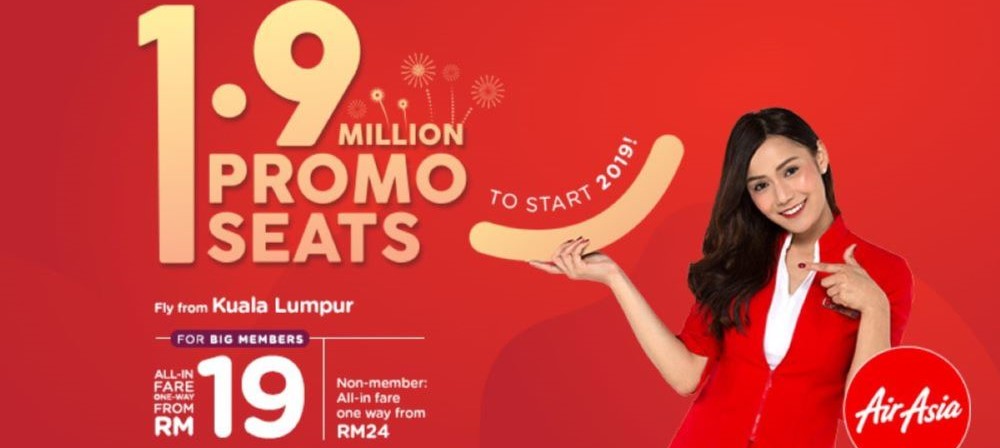 1.9
MILLION
PROMO
SEATS
TO START 2019!
Fly from Kuala Lumpur
FOR BIG MEMBERS
ALL-IN
FARE
ONE-WAY
FROM
RM
19
Non-member:
All-in fare
one way from
RM24
AirAsia